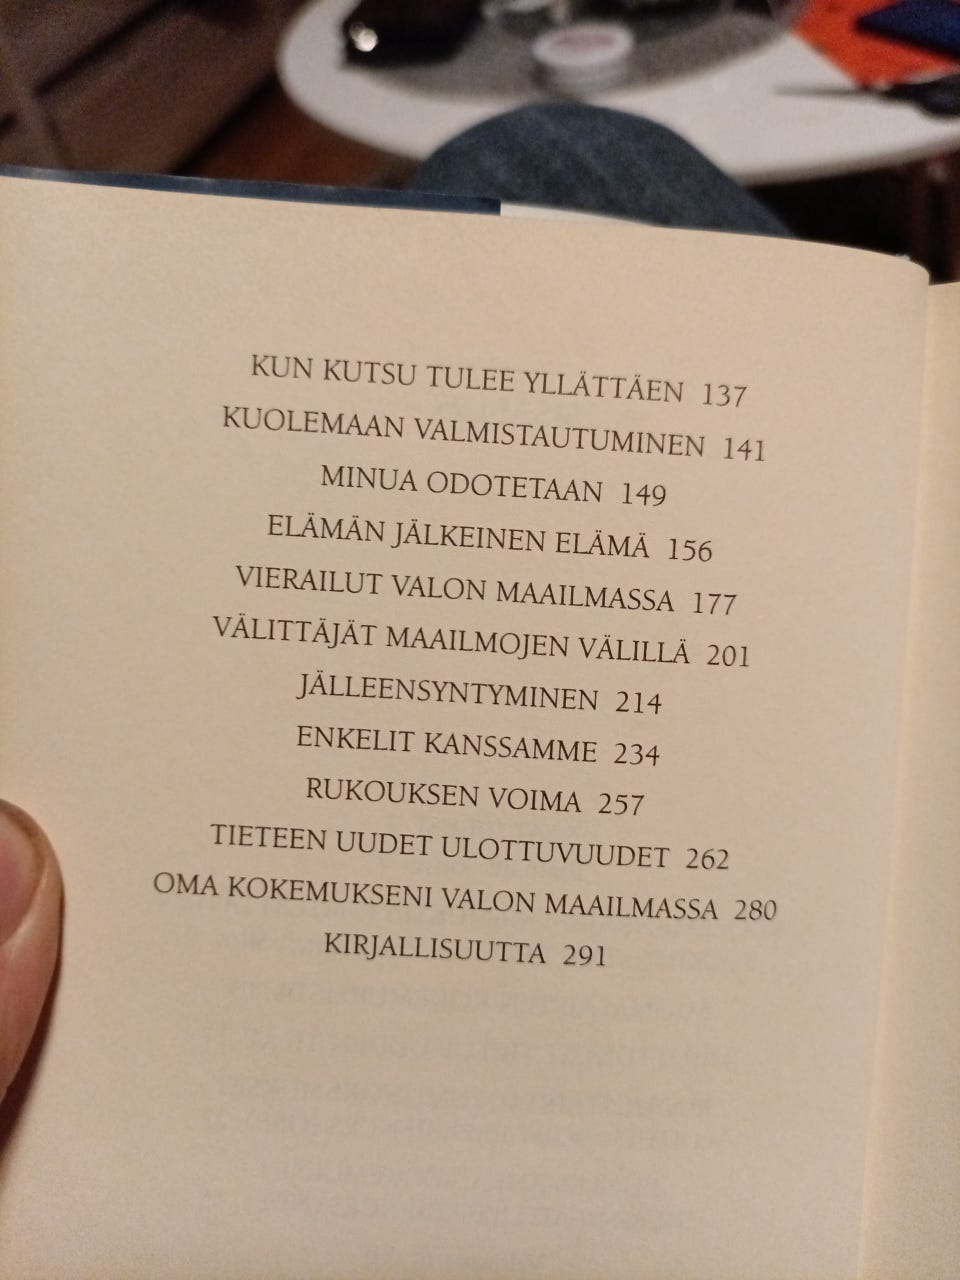 KUN KUTSU TULEE YLLÄTTÄEN 137
KUOLEMAAN VALMISTAUTUMINEN 141
MINUA ODOTETAAN 149
ELÄMÄN JÄLKEINEN ELÄMÄ 156
VIERAILUT VALON MAAILMASSA 177
VÄLITTÄJÄT MAAILMOJEN VÄLILLÄ 201
JÄLLEENSYNTYMINEN 214
ENKELIT KANSSAMME 234
RUKOUKSEN VOIMA 257
TIETEEN UUDET ULOTTUVUUDET 262
OMA KOKEMUKSENI VALON MAAILMASSA 280
KIRJALLISUUTTA 291